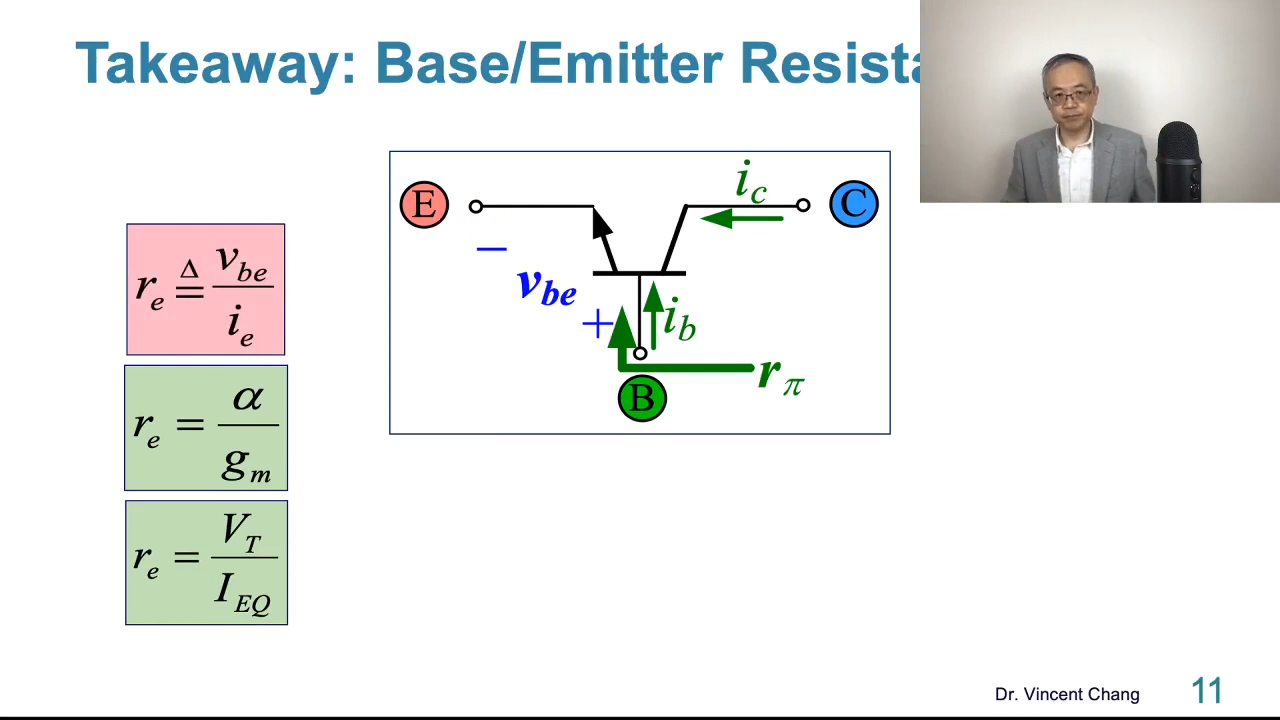 Takeaway: Base/Emitter Resista
E
C
i_c
− v_be +
i_b
r_π
B
r_e ≜ v_be / i_e
r_e = α / g_m
r_e = V_T / I_EQ
Dr. Vincent Chang
11